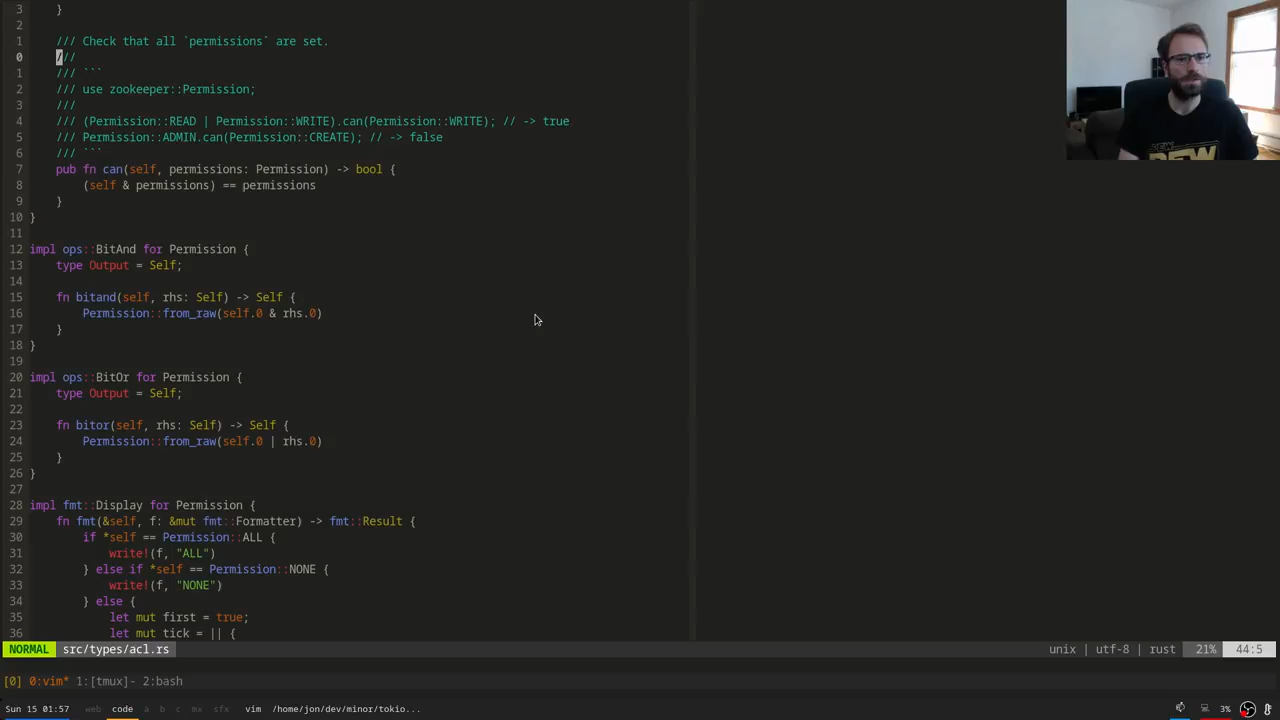 3     }
2
1     /// Check that all `permissions` are set.
0     ///
1     /// ```
2     /// use zookeeper::Permission;
3     ///
4     /// (Permission::READ | Permission::WRITE).can(Permission::WRITE); // -> true
5     /// Permission::ADMIN.can(Permission::CREATE); // -> false
6     /// ```
7     pub fn can(self, permissions: Permission) -> bool {
8         (self & permissions) == permissions
9     }
10 }
11
12 impl ops::BitAnd for Permission {
13     type Output = Self;
14
15     fn bitand(self, rhs: Self) -> Self {
16         Permission::from_raw(self.0 & rhs.0)
17     }
18 }
19
20 impl ops::BitOr for Permission {
21     type Output = Self;
22
23     fn bitor(self, rhs: Self) -> Self {
24         Permission::from_raw(self.0 | rhs.0)
25     }
26 }
27
28 impl fmt::Display for Permission {
29     fn fmt(&self, f: &mut fmt::Formatter) -> fmt::Result {
30         if *self == Permission::ALL {
31             write!(f, "ALL")
32         } else if *self == Permission::NONE {
33             write!(f, "NONE")
34         } else {
35             let mut first = true;
36             let mut tick = || {
NORMAL src/types/acl.rs unix | utf-8 | rust 21% 44:5
[0] 0:vim* 1:[tmux]- 2:bash
Sun 15 01:57 web code a b c mx sfx vim /home/jon/dev/minor/tokio... 3%